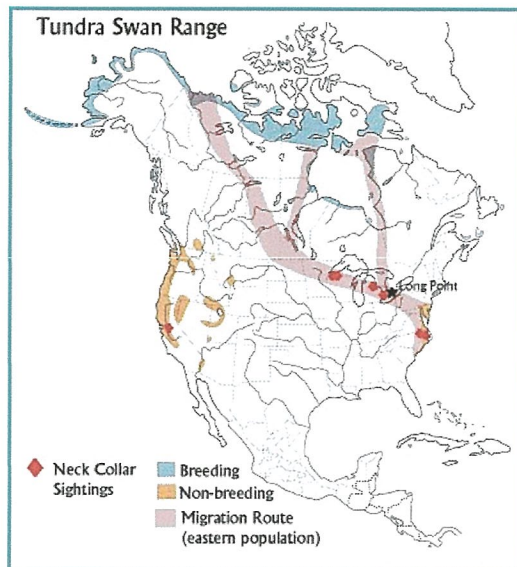 Tundra Swan Range
Long Point
Neck Collar
Sightings
Breeding
Non-breeding
Migration Route
(eastern population)